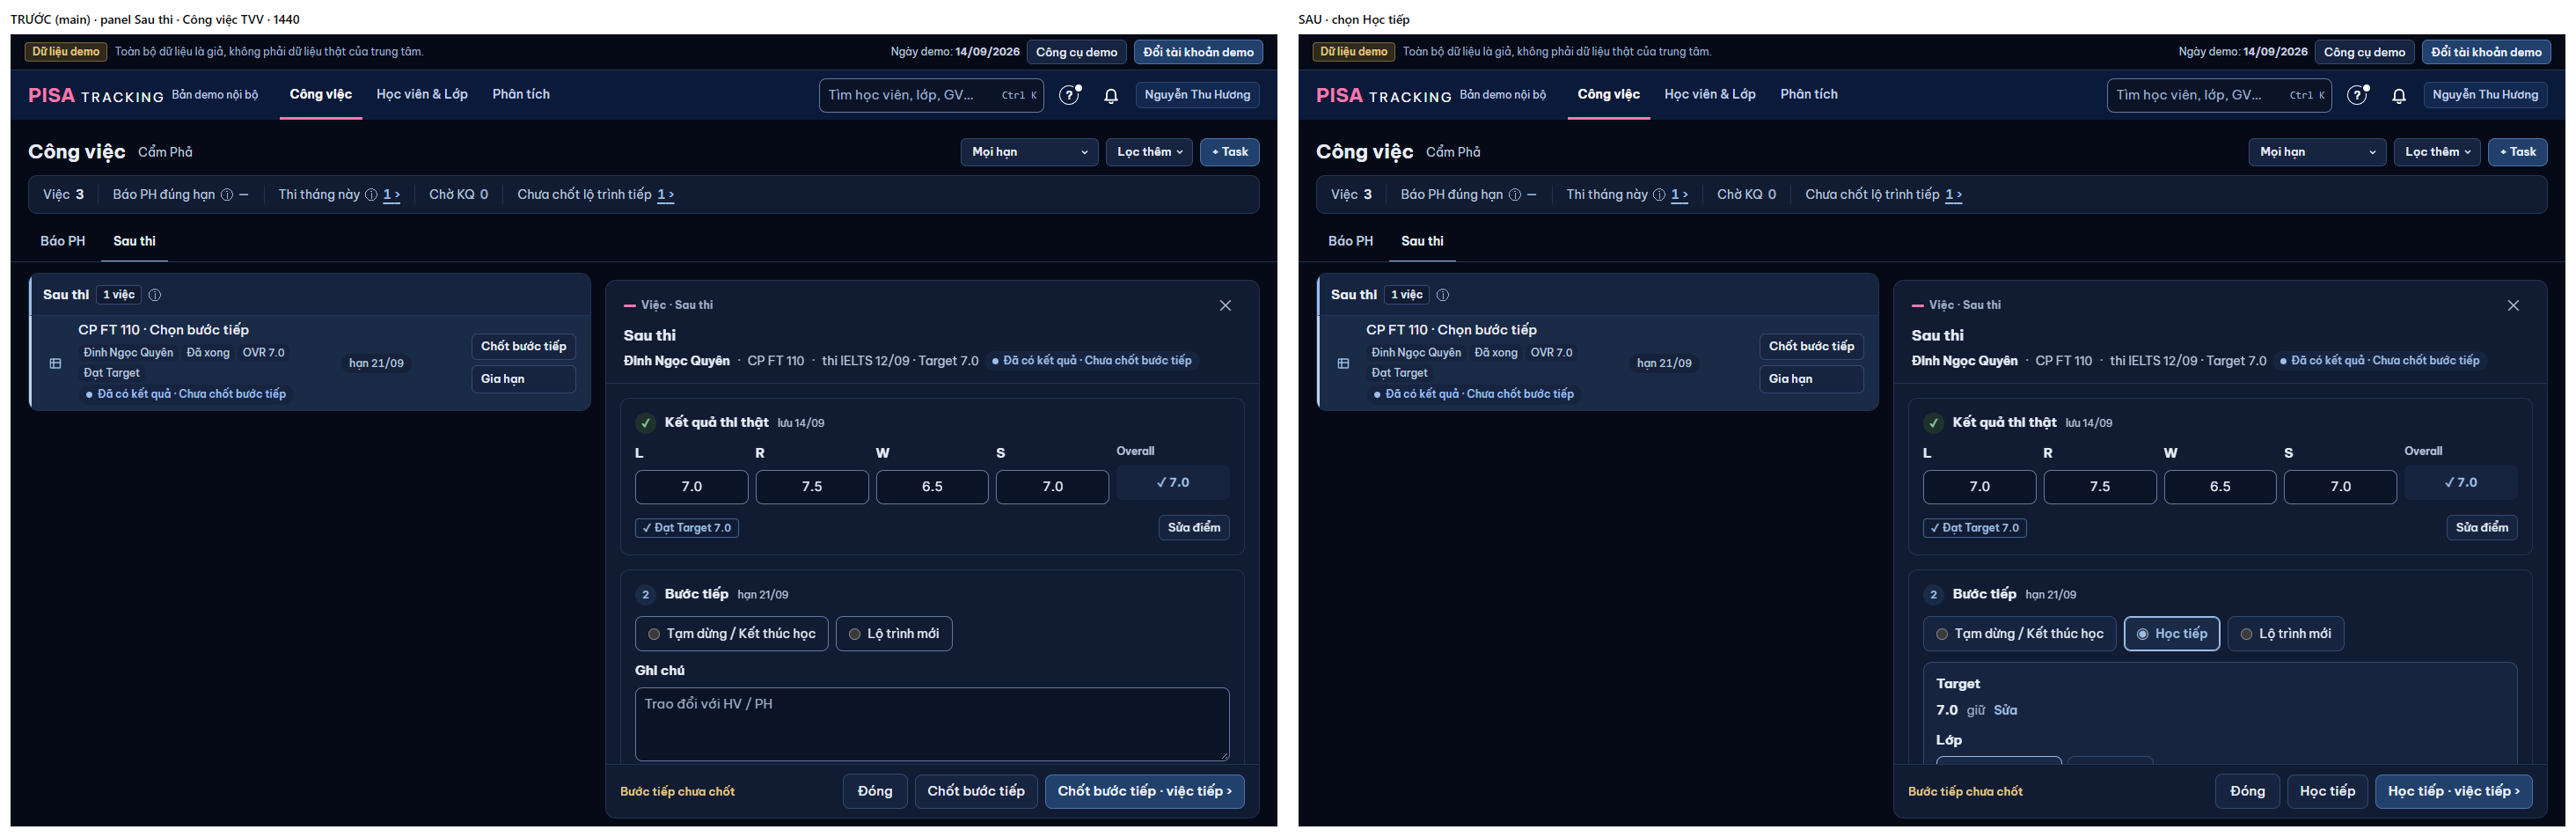 TRƯỚC (main) · panel Sau thi · Công việc TVV · 1440
Dữ liệu demo Toàn bộ dữ liệu là giả, không phải dữ liệu thật của trung tâm. Ngày demo: 14/09/2026 Công cụ demo Đổi tài khoản demo
PISA TRACKING Bản demo nội bộ Công việc Học viên & Lớp Phân tích Tìm học viên, lớp, GV... Ctrl K ? Nguyễn Thu Hương
Công việc Cẩm Phả Mọi hạn Lọc thêm + Task
Việc 3 Báo PH đúng hạn ⓘ — Thi tháng này ⓘ 1 › Chờ KQ 0 Chưa chốt lộ trình tiếp 1 ›
Báo PH Sau thi
Sau thi 1 việc ⓘ
CP FT 110 · Chọn bước tiếp
Đinh Ngọc Quyên Đã xong OVR 7.0
Đạt Target
Đã có kết quả · Chưa chốt bước tiếp
hạn 21/09
Chốt bước tiếp
Gia hạn
Việc · Sau thi
Sau thi
Đinh Ngọc Quyên · CP FT 110 · thi IELTS 12/09 · Target 7.0 Đã có kết quả · Chưa chốt bước tiếp
✓ Kết quả thi thật lưu 14/09
L R W S Overall
7.0 7.5 6.5 7.0 ✓ 7.0
✓ Đạt Target 7.0 Sửa điểm
2 Bước tiếp hạn 21/09
Tạm dừng / Kết thúc học Lộ trình mới
Ghi chú
Trao đổi với HV / PH
Bước tiếp chưa chốt Đóng Chốt bước tiếp Chốt bước tiếp · việc tiếp ›
SAU · chọn Học tiếp
Dữ liệu demo Toàn bộ dữ liệu là giả, không phải dữ liệu thật của trung tâm. Ngày demo: 14/09/2026 Công cụ demo Đổi tài khoản demo
PISA TRACKING Bản demo nội bộ Công việc Học viên & Lớp Phân tích Tìm học viên, lớp, GV... Ctrl K ? Nguyễn Thu Hương
Công việc Cẩm Phả Mọi hạn Lọc thêm + Task
Việc 3 Báo PH đúng hạn ⓘ — Thi tháng này ⓘ 1 › Chờ KQ 0 Chưa chốt lộ trình tiếp 1 ›
Báo PH Sau thi
Sau thi 1 việc ⓘ
CP FT 110 · Chọn bước tiếp
Đinh Ngọc Quyên Đã xong OVR 7.0
Đạt Target
Đã có kết quả · Chưa chốt bước tiếp
hạn 21/09
Chốt bước tiếp
Gia hạn
Việc · Sau thi
Sau thi
Đinh Ngọc Quyên · CP FT 110 · thi IELTS 12/09 · Target 7.0 Đã có kết quả · Chưa chốt bước tiếp
✓ Kết quả thi thật lưu 14/09
L R W S Overall
7.0 7.5 6.5 7.0 ✓ 7.0
✓ Đạt Target 7.0 Sửa điểm
2 Bước tiếp hạn 21/09
Tạm dừng / Kết thúc học Học tiếp Lộ trình mới
Target
7.0 giữ Sửa
Lớp
Bước tiếp chưa chốt Đóng Học tiếp Học tiếp · việc tiếp ›